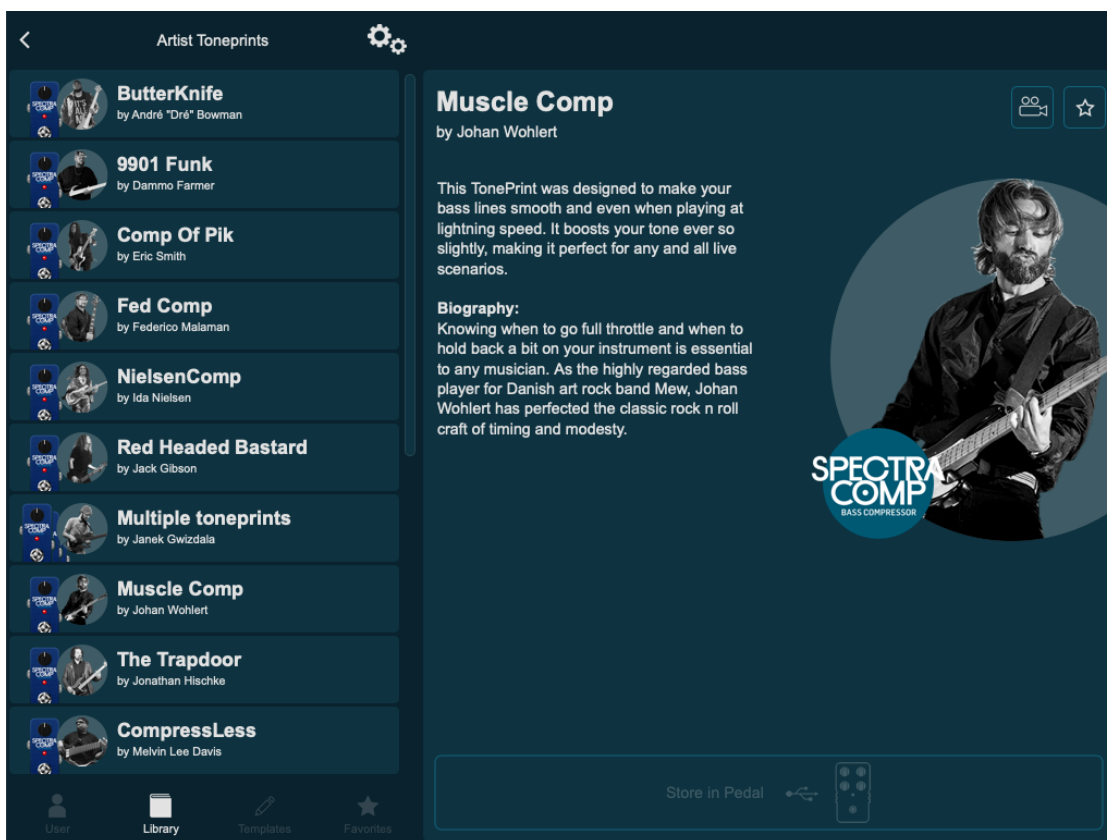 Artist Toneprints
ButterKnife
by André "Dré" Bowman
9901 Funk
by Dammo Farmer
Comp Of Pik
by Eric Smith
Fed Comp
by Federico Malaman
NielsenComp
by Ida Nielsen
Red Headed Bastard
by Jack Gibson
Multiple toneprints
by Janek Gwizdala
Muscle Comp
by Johan Wohlert
The Trapdoor
by Jonathan Hischke
CompressLess
by Melvin Lee Davis
User
Library
Templates
Favorites
Muscle Comp
by Johan Wohlert
This TonePrint was designed to make your
bass lines smooth and even when playing at
lightning speed. It boosts your tone ever so
slightly, making it perfect for any and all live
scenarios.
Biography:
Knowing when to go full throttle and when to
hold back a bit on your instrument is essential
to any musician. As the highly regarded bass
player for Danish art rock band Mew, Johan
Wohlert has perfected the classic rock n roll
craft of timing and modesty.
SPECTRA
COMP
BASS COMPRESSOR
Store in Pedal